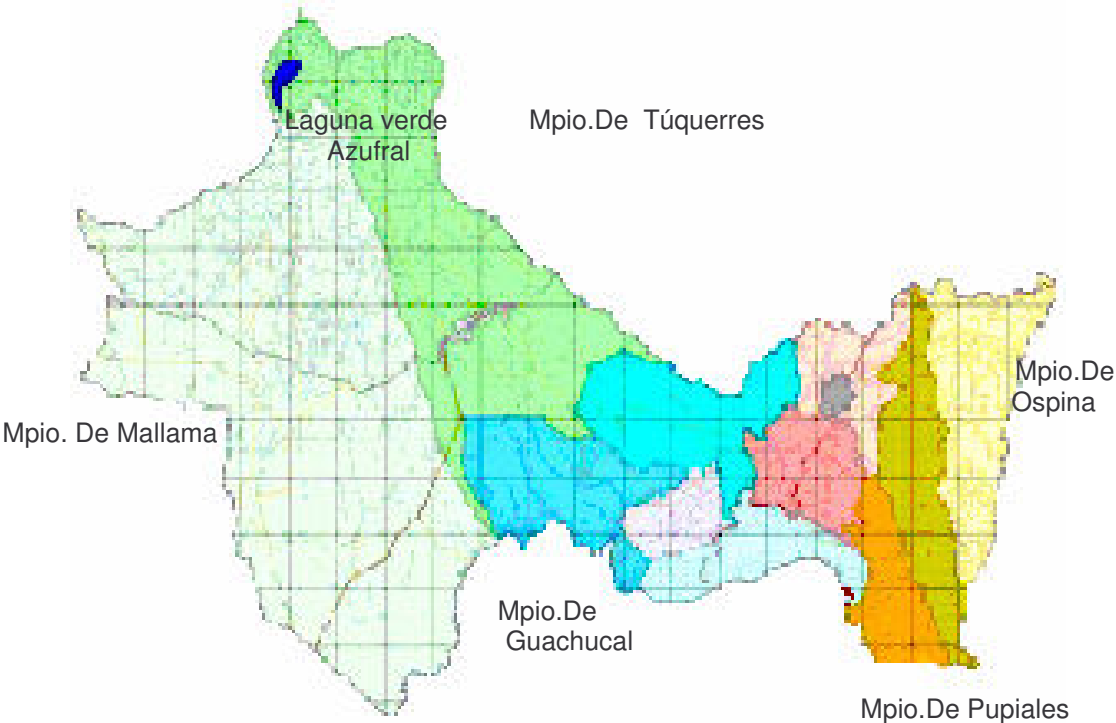 Laguna verde
Azufral
Mpio.De Túquerres
Mpio.De
Ospina
Mpio. De Mallama
Mpio.De
Guachucal
Mpio.De Pupiales